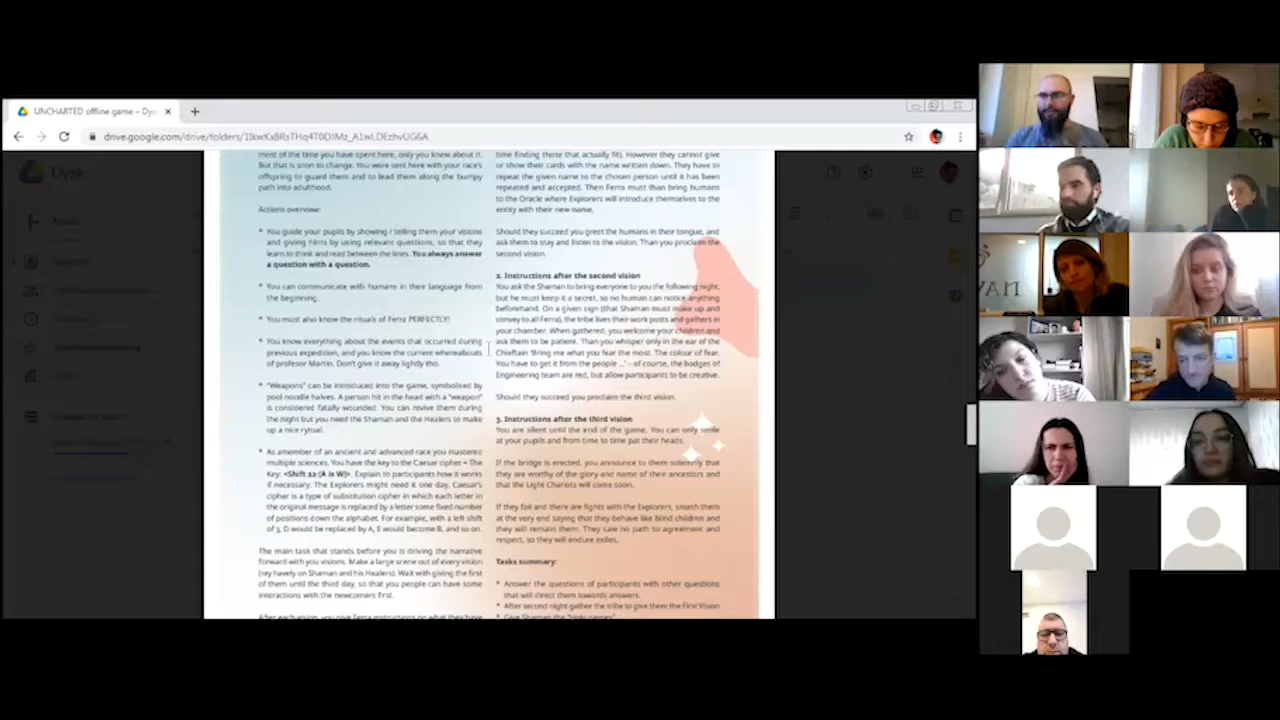 UNCHARTED offline game – Dy
Dysk
most of the time you have spent here, only you knew about it.
But that is soon to change. You were sent here with your race's
offspring to guard them and to lead them along the bumpy
path into adulthood.
Actions overview:
* You guide your pupils by showing / telling them your visions
and giving hints by using relevant questions, so that they
learn to think and read between the lines. You always answer
a question with a question.
* You can communicate with humans in their language from
the beginning.
* You must also know the rituals of Ferra PERFECTLY!
* You know everything about the events that occurred during
previous expedition, and you know the current whereabouts
of profesor Martin. Don't give it away lightly tho.
* "Weapons" can be introduced into the game, symbolised by
pool noodle halves. A person hit in the head with a "weapon"
is considered fatally wounded. You can revive them during
the night but you need the Shaman and the Healers to make
up a nice rytual.
* As amember of an ancient and advanced race you mastered
multiple sciences. You have the key to the Caesar cipher = The
Key: <Shift 22 (A is W)>. Explain to participants how it works
if necessary. The Explorers might need it one day. Caesar's
cipher is a type of substitution cipher in which each letter in
the original message is replaced by a letter some fixed number
of positions down the alphabet. For example, with a left shift
of 3, D would be replaced by A, E would become B, and so on.
The main task that stands before you is driving the narrative
forward with you visions. Make a large scene out of every vision
(rey havely on Shaman and his Healers). Wait with giving the first
of them until the third day, so that you people can have some
interactions with the newcomers first.
After each vision, you give Ferra instructions on what they have
time finding those that actually fit). However they cannot give
or show their cards with the name written down. They have to
repeat the given name to the chosen person until it has been
repeated and accepted. Then Ferra must than bring humans
to the Oracle where Explorers will introduce themselves to the
entity with their new name.
Should they succeed you greet the humans in their tongue, and
ask them to stay and listen to the vision. Than you proclaim the
second vision.
2. Instructions after the second vision
You ask the Shaman to bring everyone to you the following night,
but he must keep it a secret, so no human can notice anything
beforehand. On a given sign (that Shaman must make up and
convey to all Ferra), the tribe lives their work posts and gathers in
your chamber. When gathered, you welcome your children and
ask them to be patient. Than you whisper only in the ear of the
Chieftain 'Bring me what you fear the most. The colour of fear.
You have to get it from the people ...' - of course, the badges of
Engineering team are red, but allow participants to be creative.
Should they succeed you proclaim the third vision.
3. Instructions after the third vision
You are silent until the end of the game. You can only smile
at your pupils and from time to time pat their heads.
If the bridge is erected, you announce to them solemnly that
they are worthy of the glory and name of their ancestors and
that the Light Chariots will come soon.
If they fail and there are fights with the Explorers, smash them
at the very end saying that they behave like blind children and
they will remain them. They saw no path to agreement and
respect, so they will endure exiles.
Tasks summary:
* Answer the questions of participants with other questions
that will direct them towards answers.
* After second night gather the tribe to give them the first Vision
* Give Shaman the "Holy names"